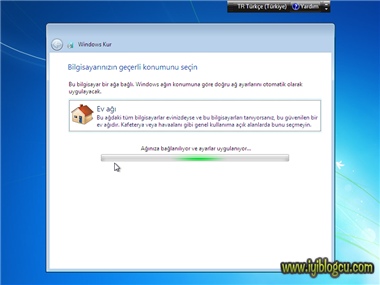 TR Türkçe (Türkiye) Yardım
Windows Kur
Bilgisayarınızın geçerli konumunu seçin
Bu bilgisayar bir ağa bağlı. Windows ağın konumuna göre doğru ağ ayarlarını otomatik olarak
uygulayacak.
Ev ağı
Bu ağdaki tüm bilgisayarlar evinizdeyse ve bu bilgisayarları tanıyorsanız, bu güvenilen bir
ev ağıdır. Kafeterya veya havaalanı gibi genel kullanıma açık alanlarda bunu seçmeyin.
Ağınıza bağlanılıyor ve ayarlar uygulanıyor...
www.iyiblogcu.com